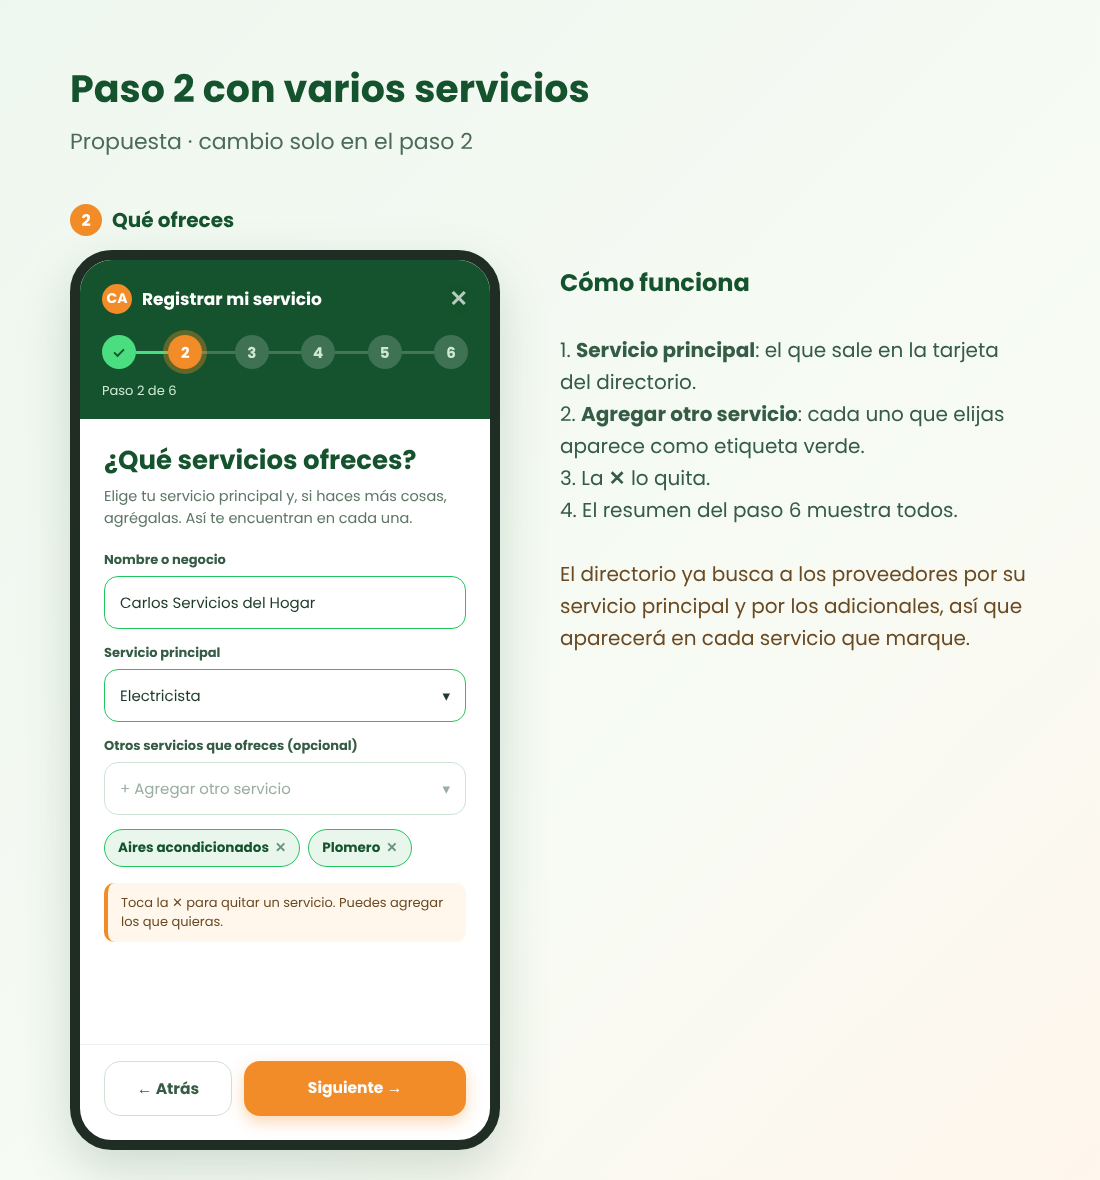 Paso 2 con varios servicios
Propuesta · cambio solo en el paso 2
2 Qué ofreces
CA Registrar mi servicio ✕
✓ 2 3 4 5 6
Paso 2 de 6
¿Qué servicios ofreces?
Elige tu servicio principal y, si haces más cosas,
agrégalas. Así te encuentran en cada una.
Nombre o negocio
Carlos Servicios del Hogar
Servicio principal
Electricista ▾
Otros servicios que ofreces (opcional)
+ Agregar otro servicio ▾
Aires acondicionados ✕ Plomero ✕
Toca la ✕ para quitar un servicio. Puedes agregar
los que quieras.
← Atrás Siguiente →
Cómo funciona
1. Servicio principal: el que sale en la tarjeta
del directorio.
2. Agregar otro servicio: cada uno que elijas
aparece como etiqueta verde.
3. La ✕ lo quita.
4. El resumen del paso 6 muestra todos.
El directorio ya busca a los proveedores por su
servicio principal y por los adicionales, así que
aparecerá en cada servicio que marque.